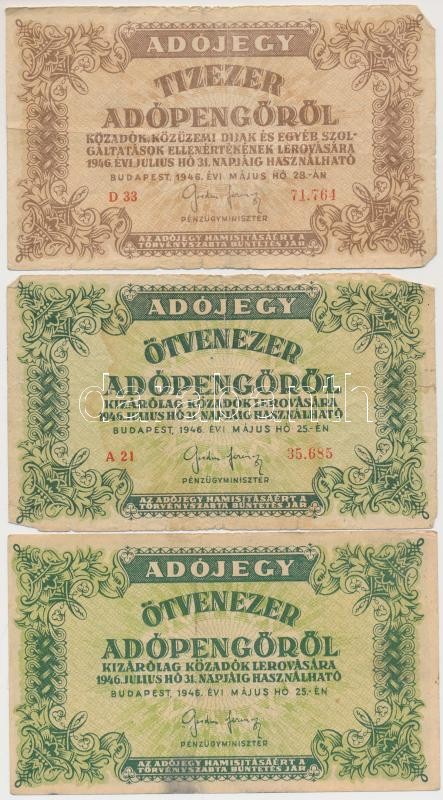 ADÓJEGY
TIZEZER
ADÓPENGŐRŐL
KÖZADÓK, KÖZÜZEMI DIJAK ÉS EGYÉB SZOL-
GÁLTATÁSOK ELLENÉRTÉKÉNEK LEROVÁSÁRA
1946. ÉVI JULIUS HÓ 31. NAPJÁIG HASZNÁLHATÓ
BUDAPEST, 1946. ÉVI MÁJUS HÓ 28.-ÁN
D 33 71.764
PÉNZÜGYMINISZTER
AZ ADÓJEGY HAMISITÁSÁÉRT A
TÖRVÉNYSZABTA BÜNTETÉS JÁR
ADÓJEGY
ÖTVENEZER
ADÓPENGŐRŐL
KIZÁRÓLAG KÖZADÓK LEROVÁSÁRA
1946. JULIUS HÓ 31. NAPJÁIG HASZNÁLHATÓ
BUDAPEST, 1946. ÉVI MÁJUS HÓ 25.-ÉN
A 21 35.685
PÉNZÜGYMINISZTER
AZ ADÓJEGY HAMISITÁSÁÉRT A
TÖRVÉNYSZABTA BÜNTETÉS JÁR
ADÓJEGY
ÖTVENEZER
ADÓPENGŐRŐL
KIZÁRÓLAG KÖZADÓK LEROVÁSÁRA
1946. JULIUS HÓ 31. NAPJÁIG HASZNÁLHATÓ
BUDAPEST, 1946. ÉVI MÁJUS HÓ 25.-ÉN
PÉNZÜGYMINISZTER
AZ ADÓJEGY HAMISITÁSÁÉRT A
TÖRVÉNYSZABTA BÜNTETÉS JÁR